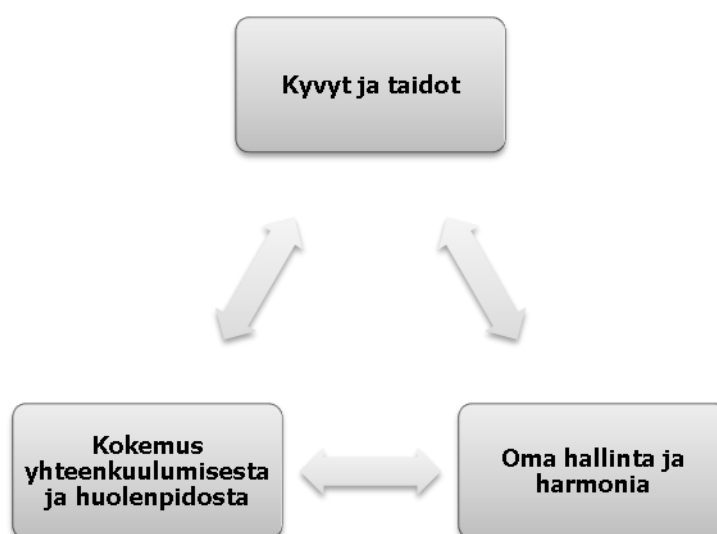 Kyvyt ja taidot
Kokemus
yhteenkuulumisesta
ja huolenpidosta
Oma hallinta ja
harmonia